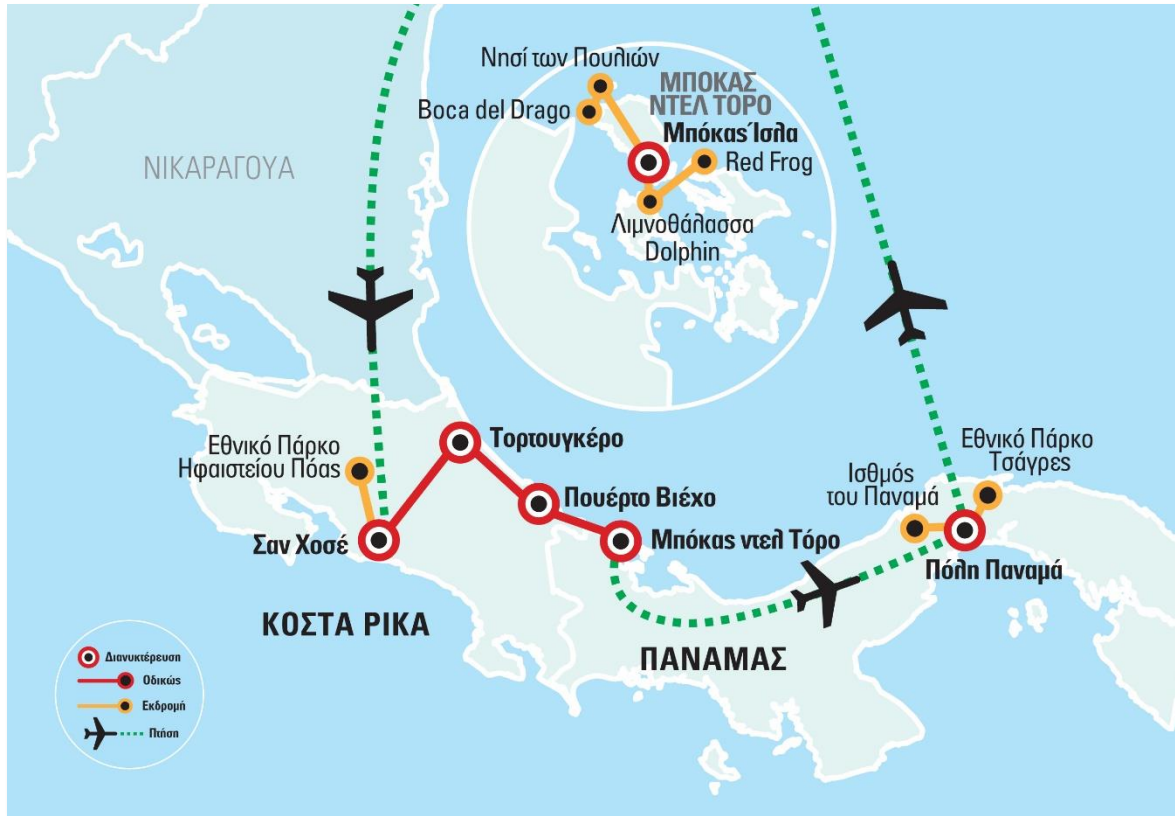 Νησί των Πουλιών
ΜΠΟΚΑΣ
ΝΤΕΛ ΤΟΡΟ
Boca del Drago
Μπόκας Ίσλα
Red Frog
Λιμνοθάλασσα
Dolphin
ΝΙΚΑΡΑΓΟΥΑ
Εθνικό Πάρκο
Ηφαιστείου Πόας
Τορτουγκέρο
Εθνικό Πάρκο
Τσάγρες
Ισθμός
του Παναμά
Πουέρτο Βιέχο
Σαν Χοσέ
Μπόκας ντελ Τόρο
Πόλη Παναμά
ΚΟΣΤΑ ΡΙΚΑ
ΠΑΝΑΜΑΣ
Διανυκτέρευση
Οδικώς
Εκδρομή
Πτήση